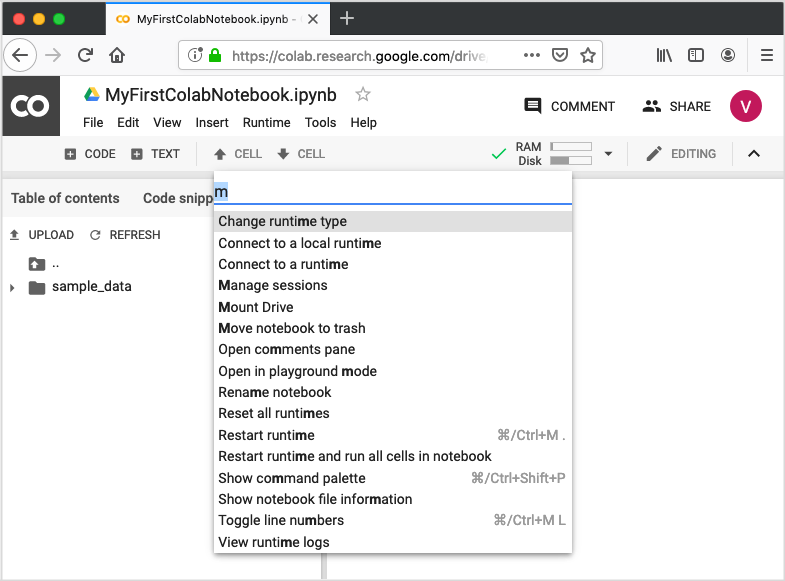 MyFirstColabNotebook.ipynb -
https://colab.research.google.com/drive
MyFirstColabNotebook.ipynb
COMMENT
SHARE
V
File Edit View Insert Runtime Tools Help
CODE TEXT CELL CELL
RAM
Disk
EDITING
Table of contents Code snipp
m
UPLOAD REFRESH
..
sample_data
Change runtime type
Connect to a local runtime
Connect to a runtime
Manage sessions
Mount Drive
Move notebook to trash
Open comments pane
Open in playground mode
Rename notebook
Reset all runtimes
Restart runtime ⌘/Ctrl+M .
Restart runtime and run all cells in notebook
Show command palette ⌘/Ctrl+Shift+P
Show notebook file information
Toggle line numbers ⌘/Ctrl+M L
View runtime logs